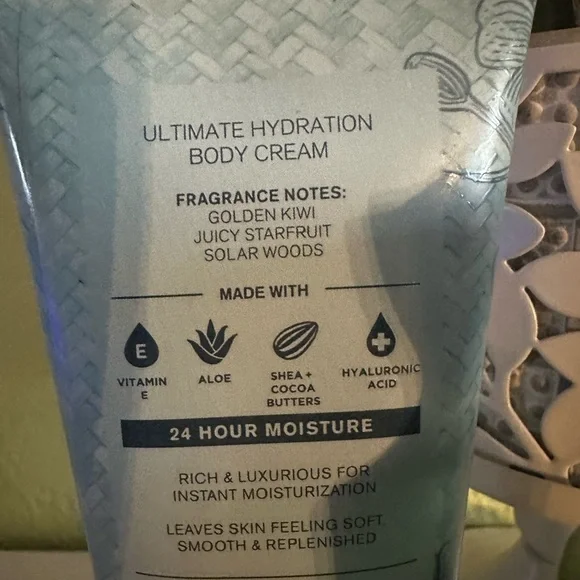 ULTIMATE HYDRATION
BODY CREAM
FRAGRANCE NOTES:
GOLDEN KIWI
JUICY STARFRUIT
SOLAR WOODS
MADE WITH
E
VITAMIN
E
ALOE
SHEA +
COCOA
BUTTERS
HYALURONIC
ACID
24 HOUR MOISTURE
RICH & LUXURIOUS FOR
INSTANT MOISTURIZATION
LEAVES SKIN FEELING SOFT,
SMOOTH & REPLENISHED